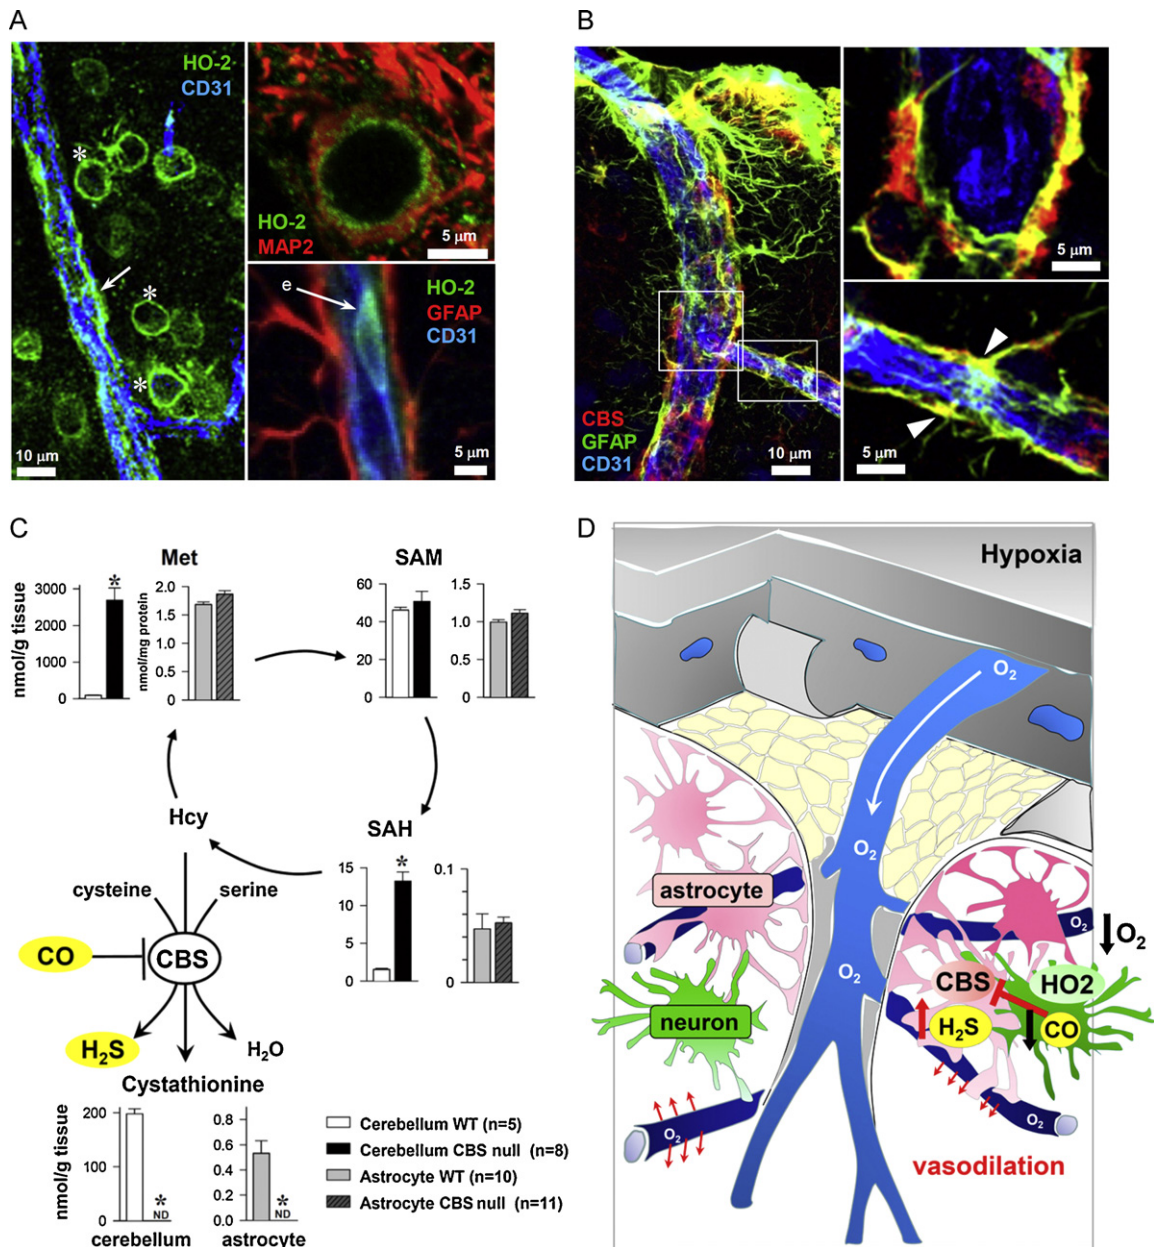 A
HO-2
CD31
*
*
*
10 μm
HO-2
MAP2
5 μm
e
HO-2
GFAP
CD31
5 μm
B
CBS
GFAP
CD31
10 μm
5 μm
5 μm
C
Met
nmol/g tissue
3000
2000
1000
0
*
nmol/mg protein
2.0
1.5
1.0
0.5
0.0
SAM
60
40
20
0
1.5
1.0
0.5
0
Hcy
SAH
15
10
5
0
*
0.1
0
cysteine
serine
CO
CBS
H2S
H2O
Cystathionine
nmol/g tissue
200
100
0
*
ND
cerebellum
0.8
0.6
0.4
0.2
0.0
*
ND
astrocyte
Cerebellum WT (n=5)
Cerebellum CBS null (n=8)
Astrocyte WT (n=10)
Astrocyte CBS null (n=11)
D
Hypoxia
O2
O2
astrocyte
O2
O2
O2
CBS
HO2
neuron
H2S
CO
O2
O2
vasodilation